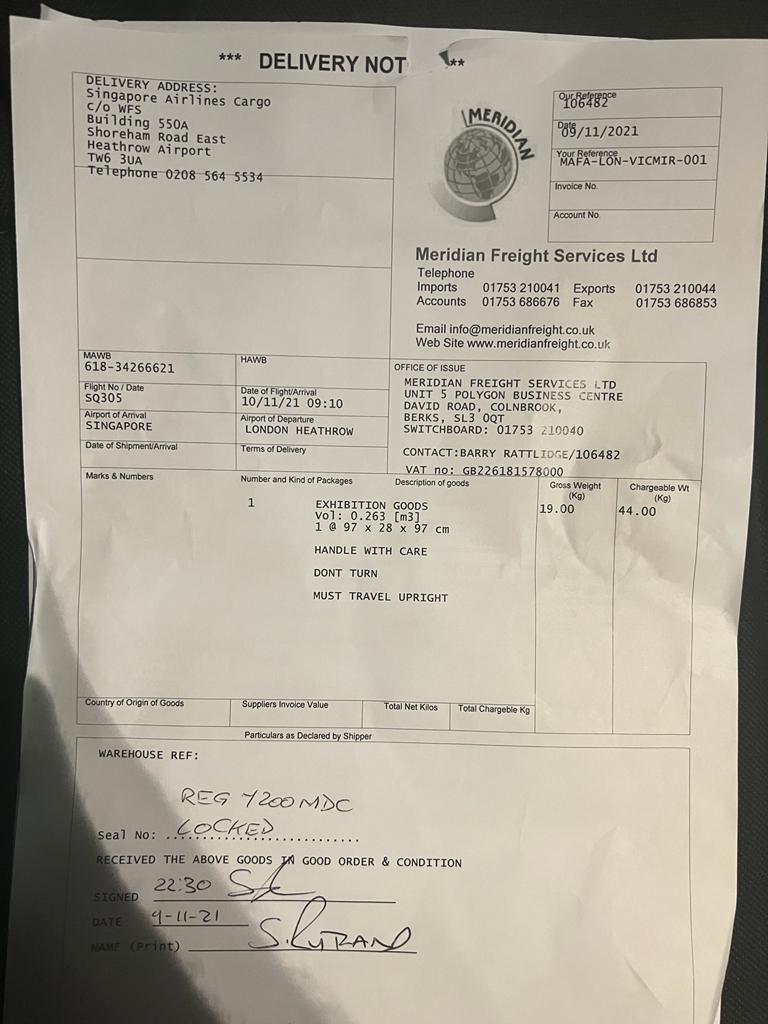 *** DELIVERY NOT **
DELIVERY ADDRESS:
Singapore Airlines Cargo
c/o WFS
Building 550A
Shoreham Road East
Heathrow Airport
TW6 3UA
Telephone 0208 564 5534
MERIDIAN
Our Reference
106482
Date
09/11/2021
Your Reference
MAFA-LON-VICMIR-001
Invoice No.
Account No.
Meridian Freight Services Ltd
Telephone
Imports 01753 210041 Exports 01753 210044
Accounts 01753 686676 Fax 01753 686853
Email info@meridianfreight.co.uk
Web Site www.meridianfreight.co.uk
MAWB
618-34266621
HAWB
Flight No / Date
SQ305
Date of Flight/Arrival
10/11/21 09:10
Airport of Arrival
SINGAPORE
Airport of Departure
LONDON HEATHROW
Date of Shipment/Arrival
Terms of Delivery
OFFICE OF ISSUE
MERIDIAN FREIGHT SERVICES LTD
UNIT 5 POLYGON BUSINESS CENTRE
DAVID ROAD, COLNBROOK,
BERKS, SL3 0QT
SWITCHBOARD: 01753 210040
CONTACT:BARRY RATTLIDGE/106482
VAT no: GB226181578000
Marks & Numbers
Number and Kind of Packages
Description of goods
Gross Weight
(Kg)
Chargeable Wt
(Kg)
1 EXHIBITION GOODS 19.00 44.00
Vol: 0.263 [m3]
1 @ 97 x 28 x 97 cm
HANDLE WITH CARE
DONT TURN
MUST TRAVEL UPRIGHT
Country of Origin of Goods
Suppliers Invoice Value
Total Net Kilos
Total Chargeble Kg
Particulars as Declared by Shipper
WAREHOUSE REF:
REG Y200MDC
Seal No: LOCKED
RECEIVED THE ABOVE GOODS IN GOOD ORDER & CONDITION
SIGNED 22:30
DATE 9-11-21
NAME (Print)